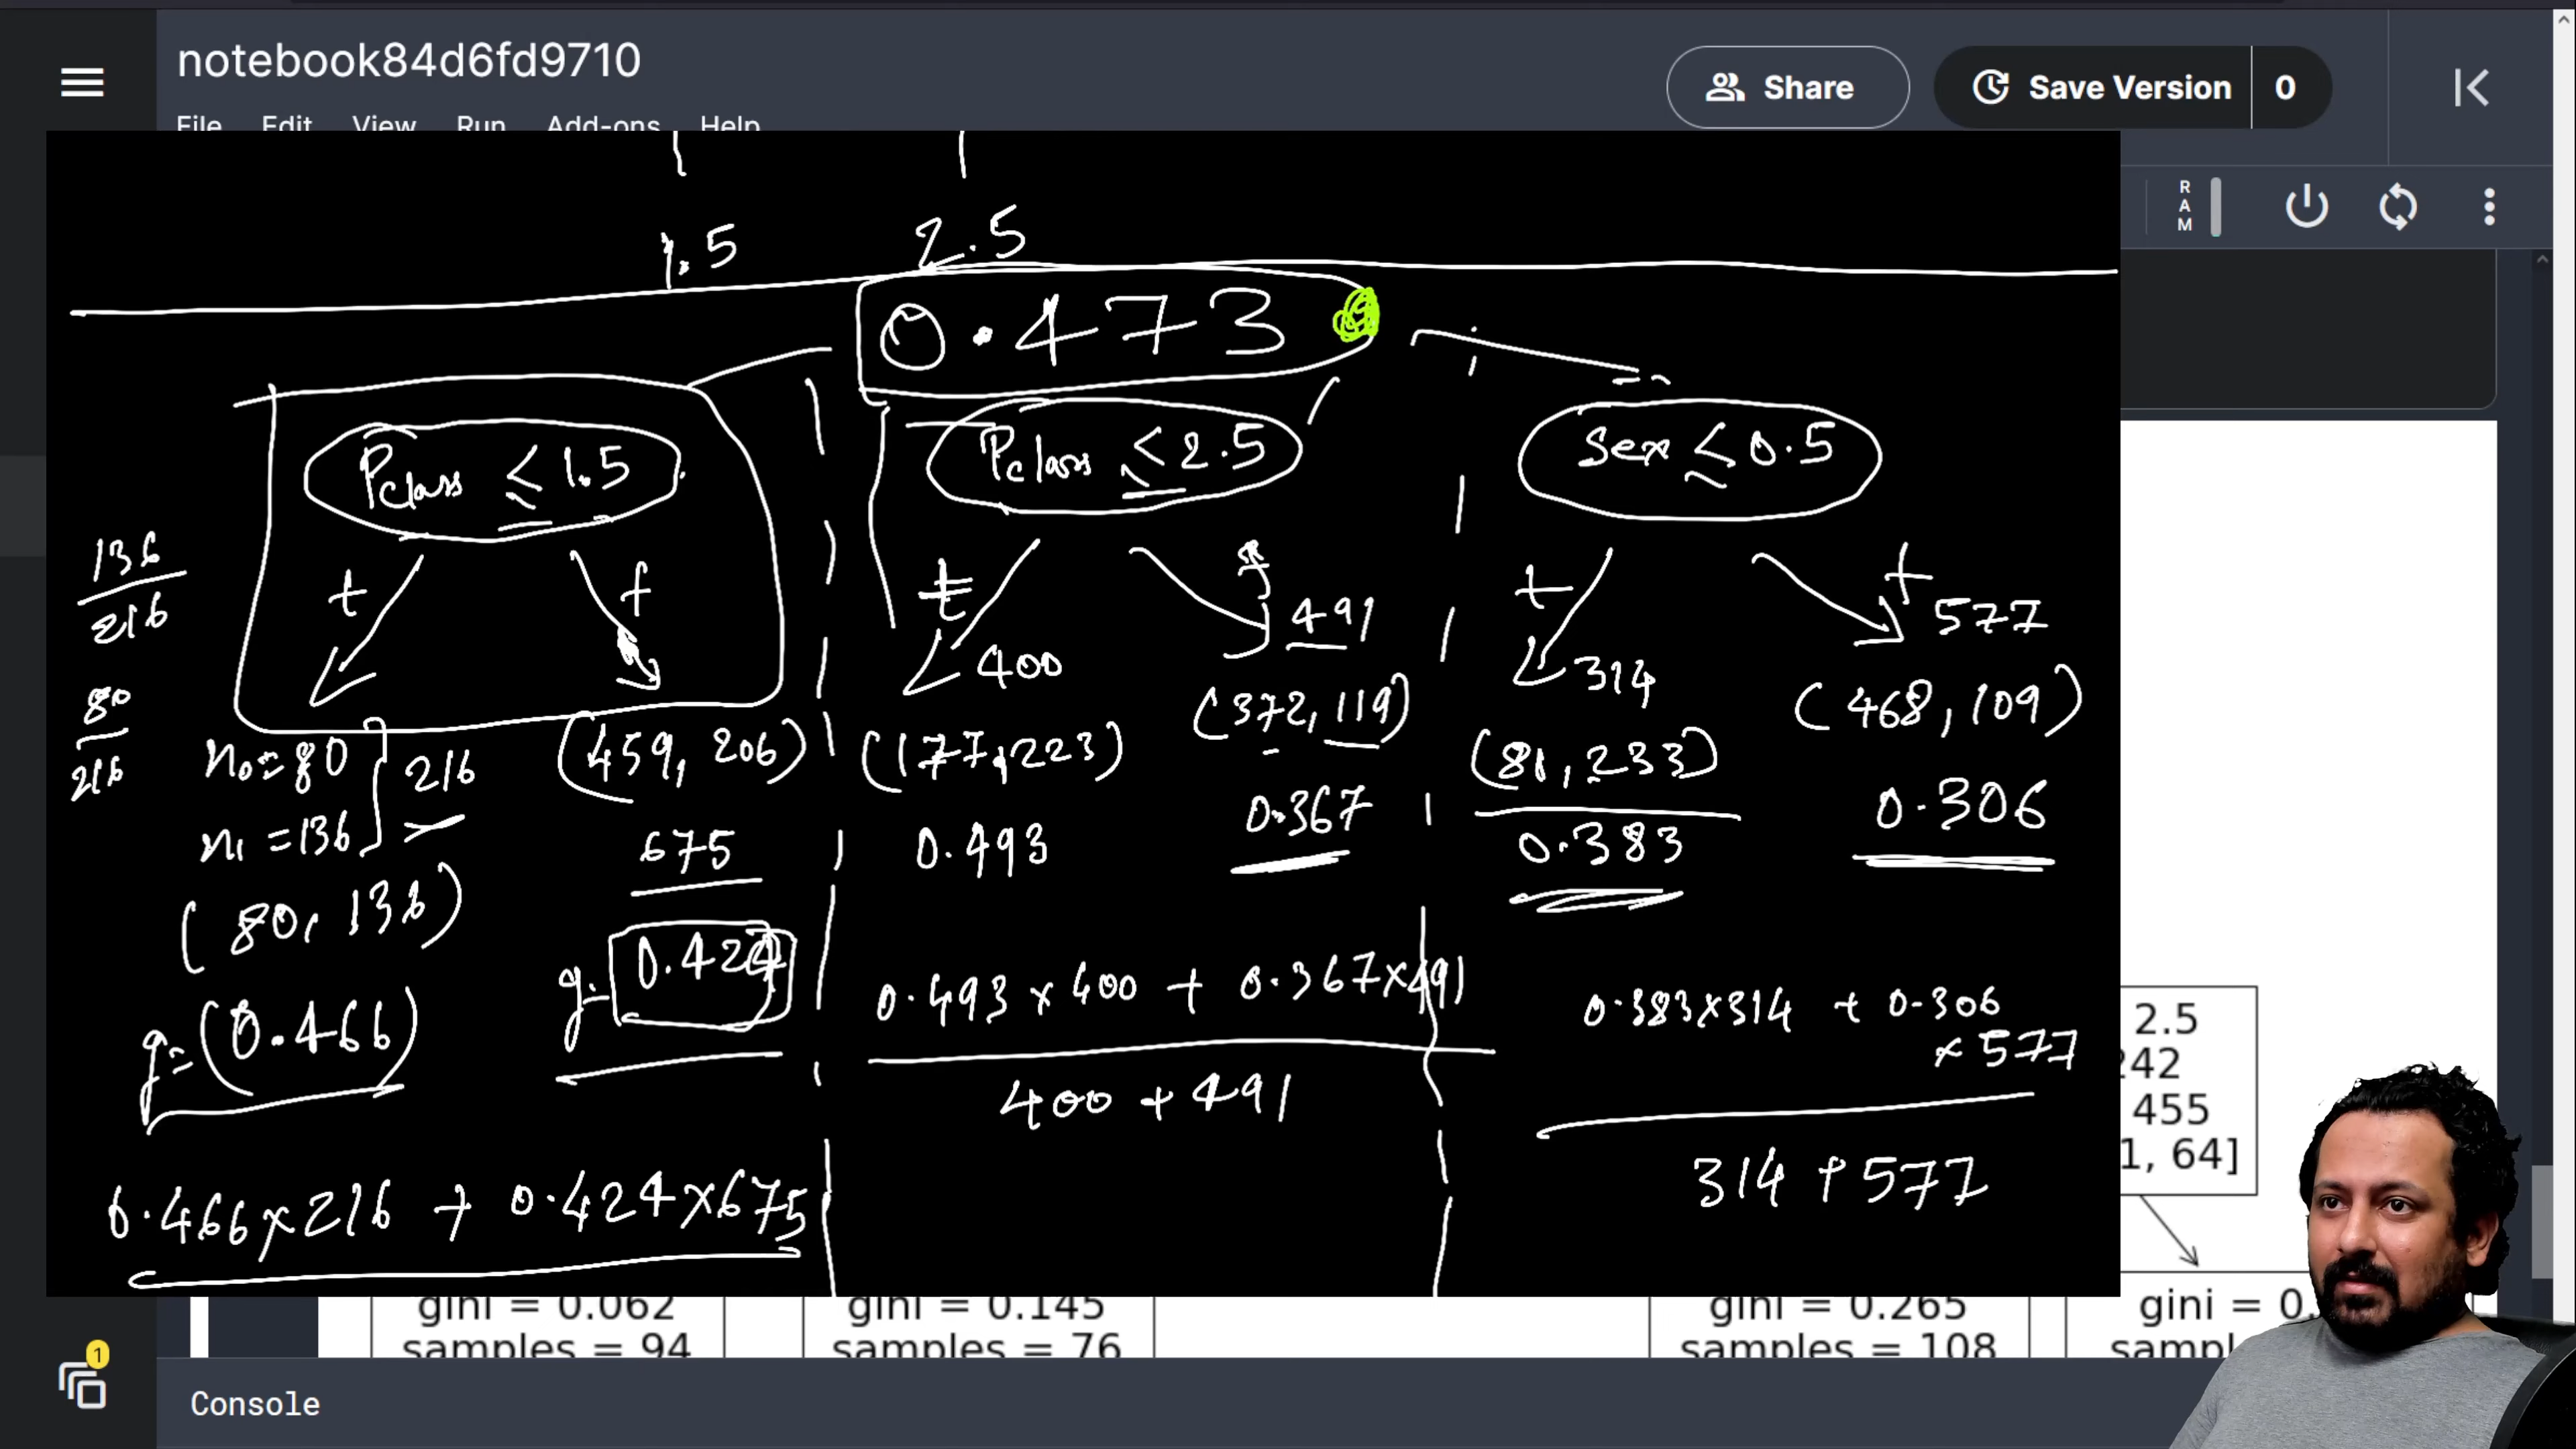 notebook84d6fd9710
File Edit View Run Add-ons Help
Share
Save Version 0
RAM
1.5 2.5
0.473
Pclass ≤ 1.5
t f
136/216
80/216
n0 = 80
n1 = 136
216
(80, 136)
g = (0.466)
(459, 206)
675
g = 0.424
0.466×216 + 0.424×675
Pclass ≤ 2.5
t f
400
491
(177, 223)
(372, 119)
0.493
0.367
0.493 × 400 + 0.367×491
400 + 491
Sex ≤ 0.5
t f
314
577
(81, 233)
(468, 109)
0.383
0.306
0.383×314 + 0.306
× 577
314 + 577
2.5
242
455
1, 64]
gini = 0.062
samples = 94
gini = 0.145
samples = 76
gini = 0.265
samples = 108
gini = 0.
1
Console